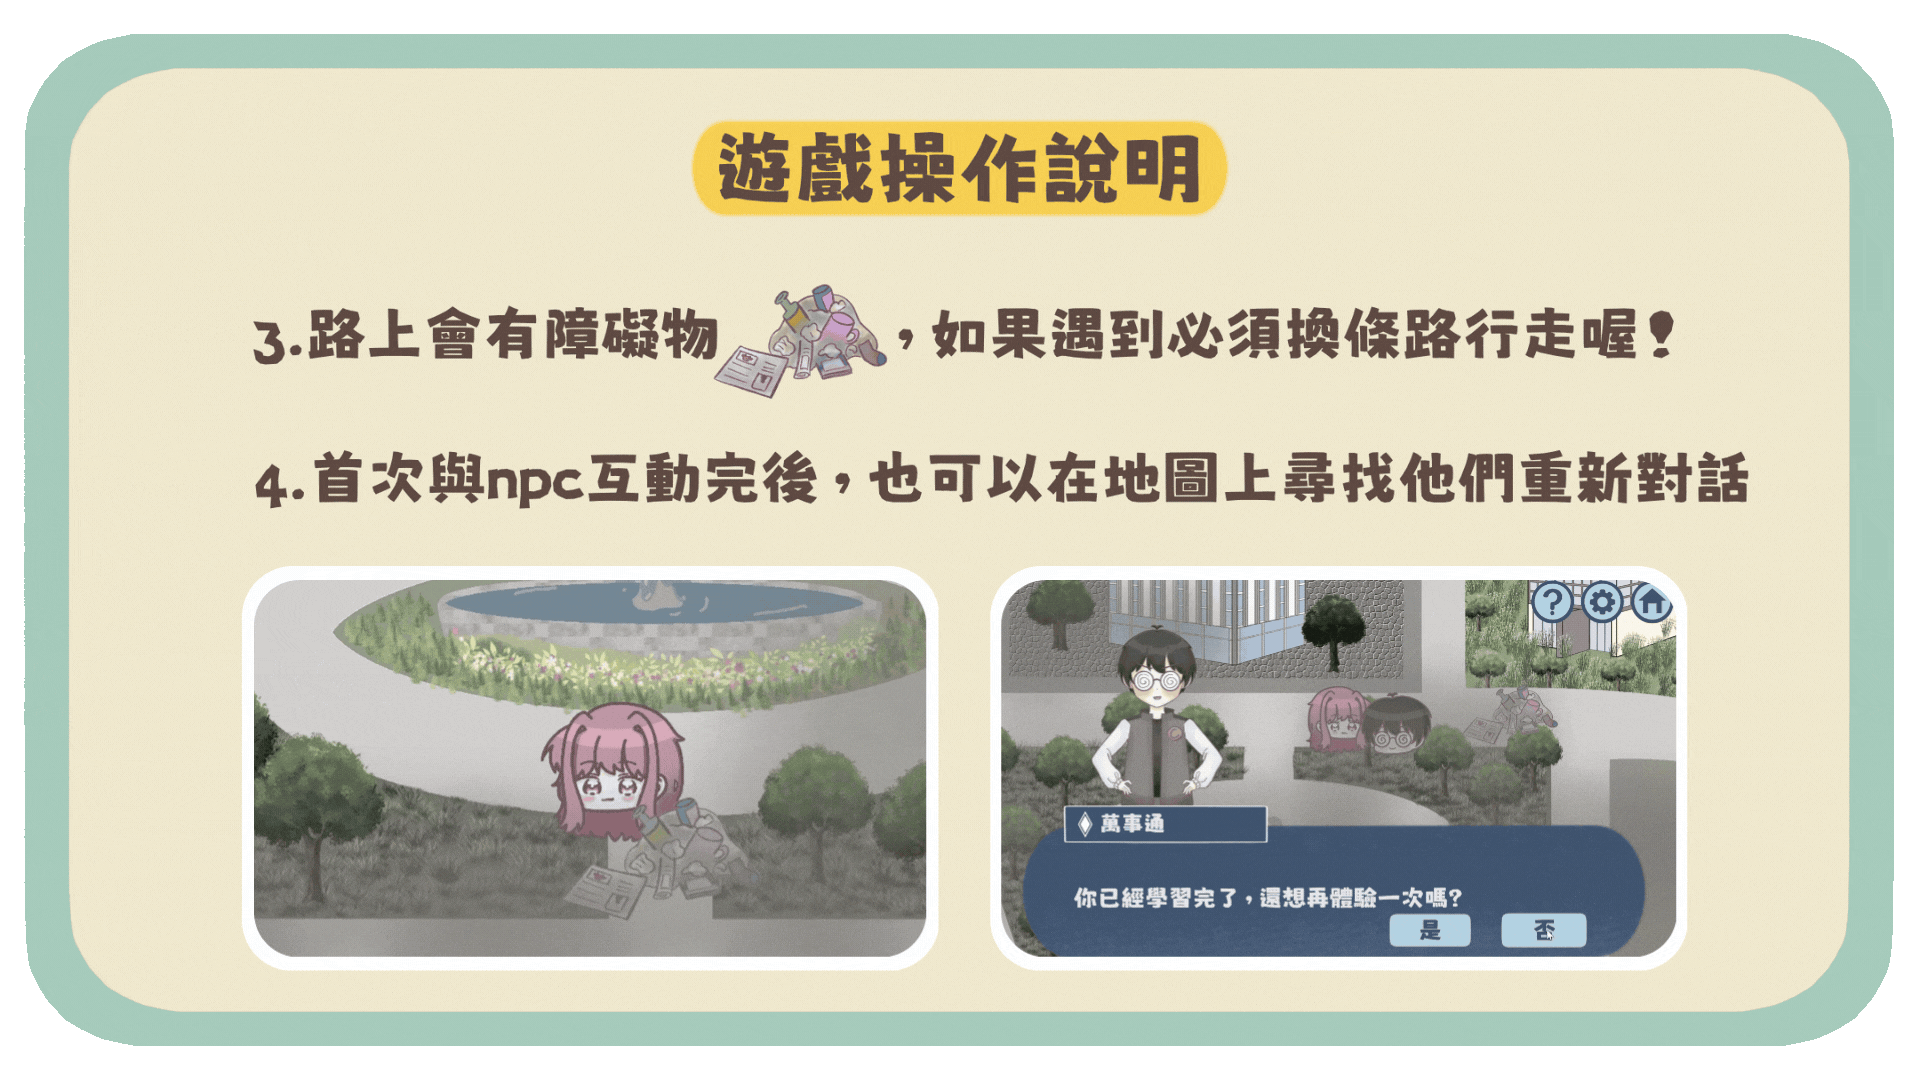 遊戲操作說明
3.路上會有障礙物，如果遇到必須換條路行走喔！
4.首次與npc互動完後，也可以在地圖上尋找他們重新對話
?
萬事通
你已經學習完了，還想再體驗一次嗎?
是 否